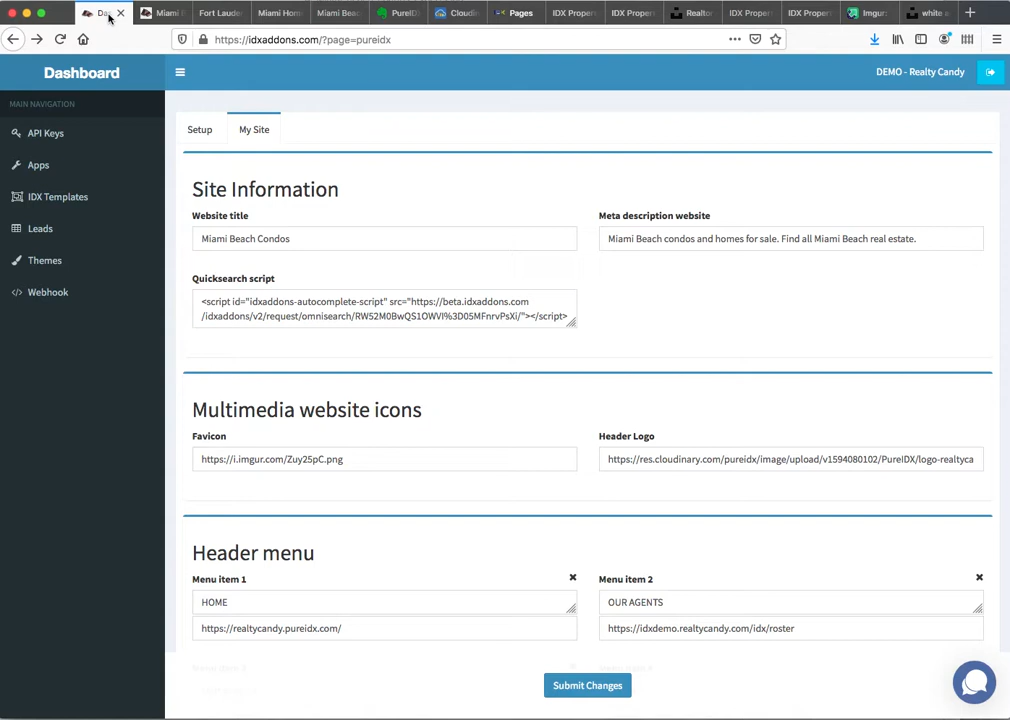 Da
Miami B
Fort Lauder
Miami Hom
Miami Beac
PureID
Cloudin
Pages
IDX Proper
IDX Proper
Realtor
IDX Proper
IDX Proper
Imgur:
white a
https://idxaddons.com/?page=pureidx
Dashboard
DEMO - Realty Candy
MAIN NAVIGATION
API Keys
Apps
IDX Templates
Leads
Themes
Webhook
Setup
My Site
Site Information
Website title
Meta description website
Miami Beach Condos
Miami Beach condos and homes for sale. Find all Miami Beach real estate.
Quicksearch script
<script id="idxaddons-autocomplete-script" src="https://beta.idxaddons.com
/idxaddons/v2/request/omnisearch/RW52M0BwQS1OWVI%3D05MFnrvPsXi/"></script>
Multimedia website icons
Favicon
Header Logo
https://i.imgur.com/Zuy25pC.png
https://res.cloudinary.com/pureidx/image/upload/v1594080102/PureIDX/logo-realtyca
Header menu
Menu item 1
Menu item 2
HOME
OUR AGENTS
https://realtycandy.pureidx.com/
https://idxdemo.realtycandy.com/idx/roster
Submit Changes